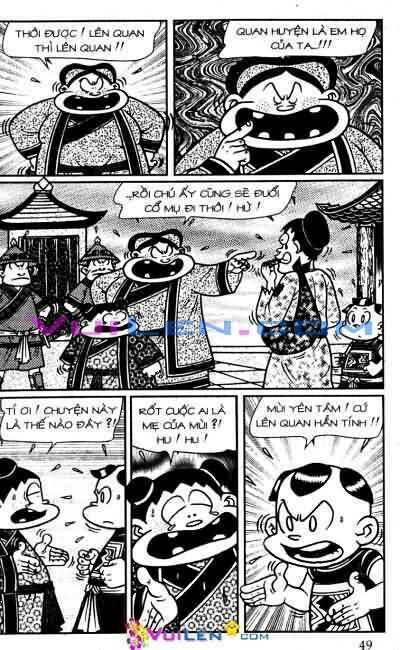 THÔI ĐƯỢC! LÊN QUAN
THÌ LÊN QUAN!!
QUAN HUYỆN LÀ EM HỌ
CỦA TA..!!!
...RỒI CHÚ ẤY CŨNG SẼ ĐUỔI
CỔ MỤ ĐI THÔI! HỨ!
VUILEN.COM
TÍ ƠI! CHUYỆN NÀY
LÀ THẾ NÀO ĐÂY?!
RỐT CUỘC AI LÀ
MẸ CỦA MÙI?!
HU! HU!
MÙI YÊN TÂM! CỨ
LÊN QUAN HẴN TÍNH!!
VUILEN.COM
49